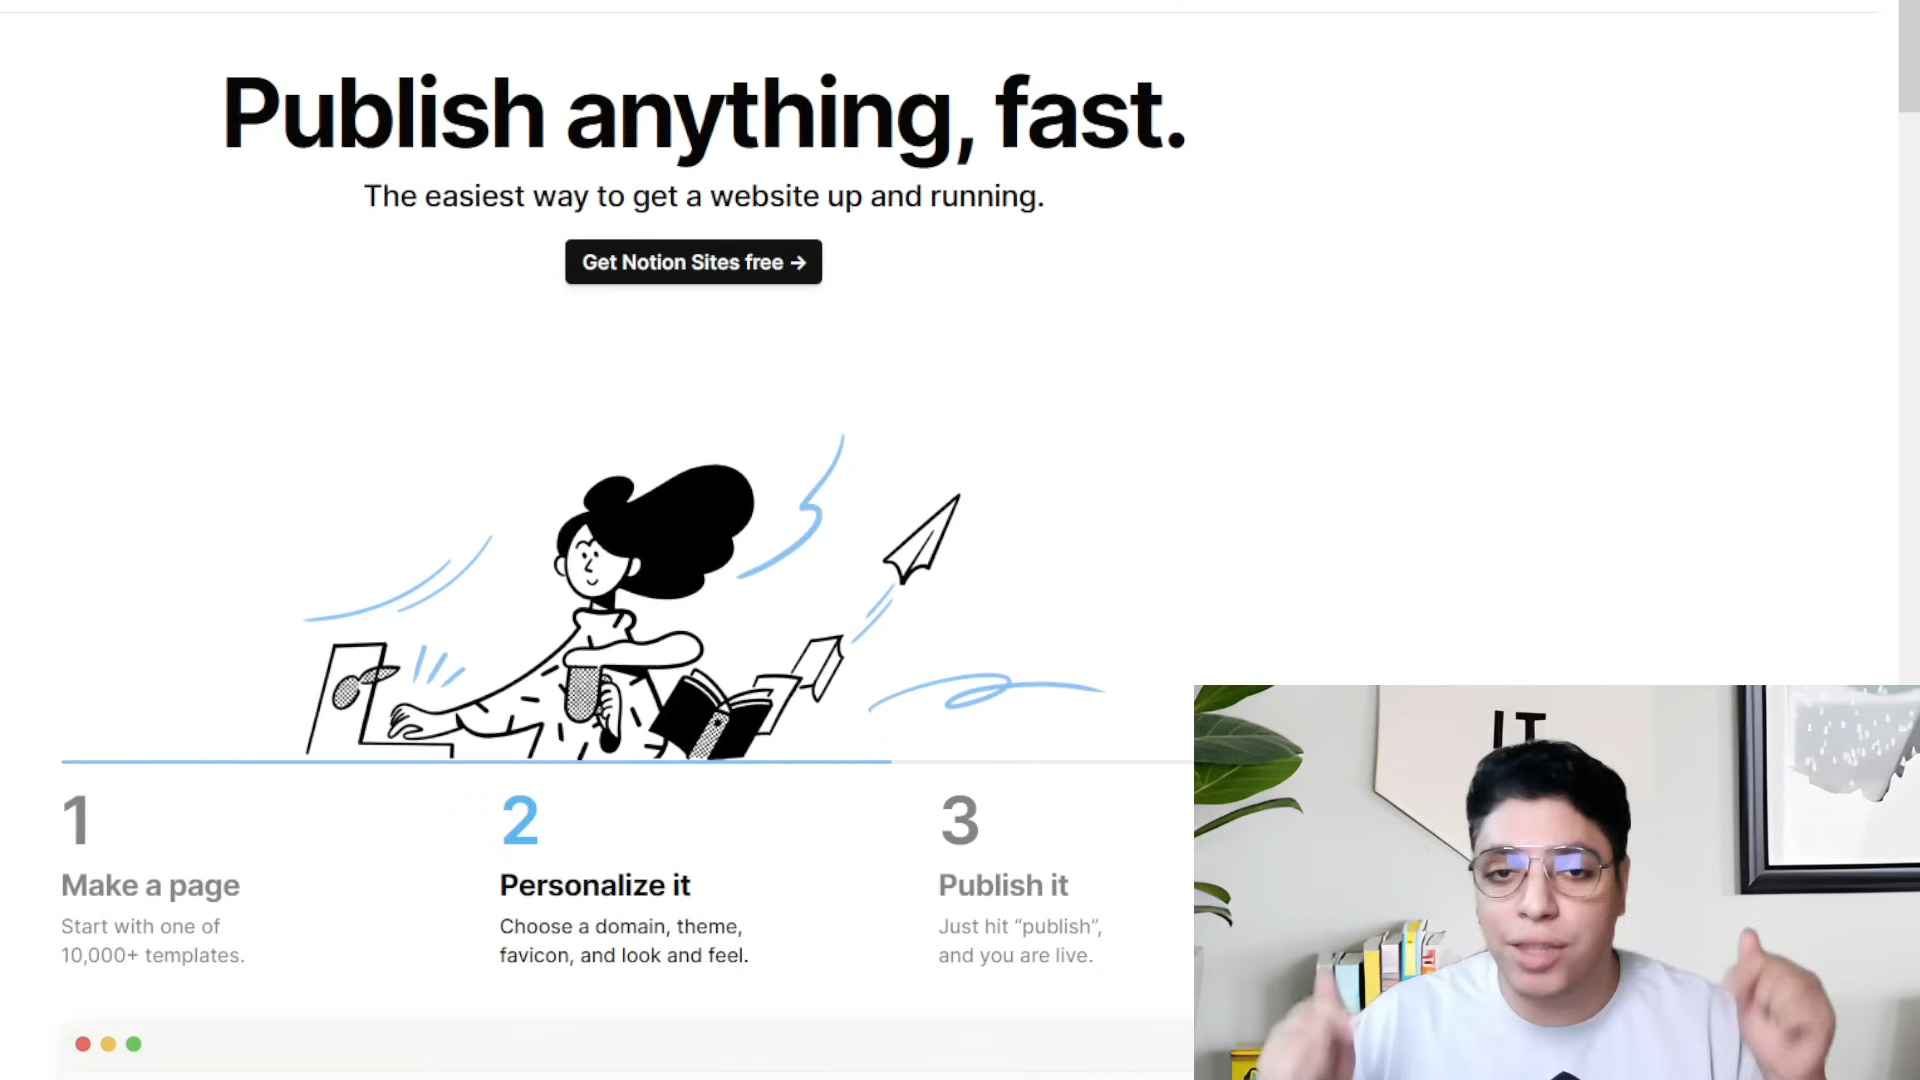 Publish anything, fast.
The easiest way to get a website up and running.
Get Notion Sites free →
1
Make a page
Start with one of
10,000+ templates.
2
Personalize it
Choose a domain, theme,
favicon, and look and feel.
3
Publish it
Just hit “publish”,
and you are live.
IT